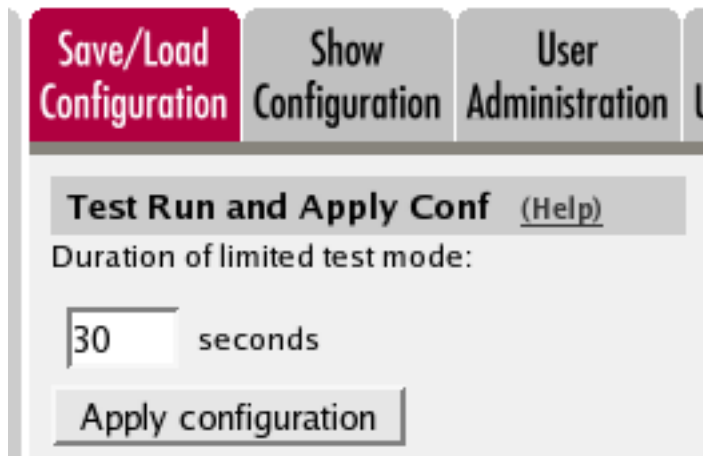 Save/Load Configuration
Show Configuration
User Administration
Test Run and Apply Conf (Help)
Duration of limited test mode:
30 seconds
Apply configuration